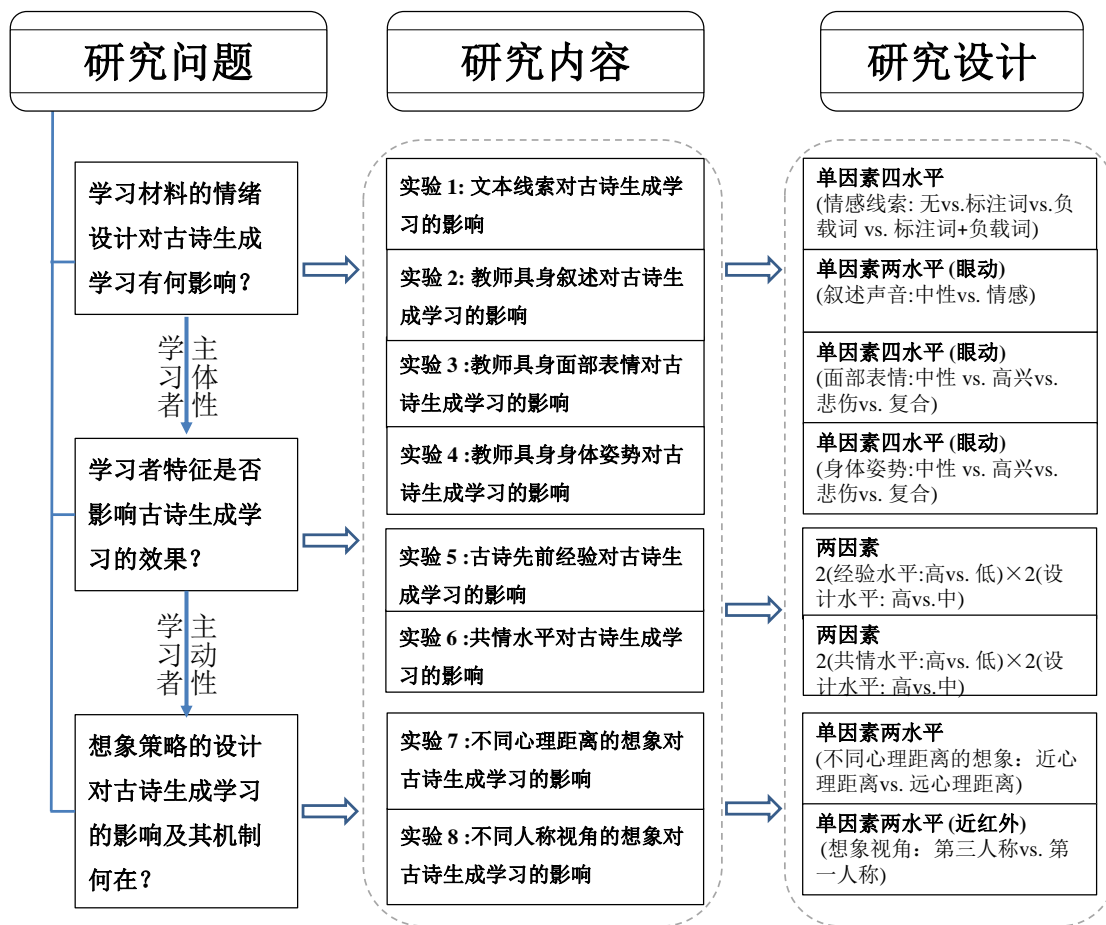 研究问题
研究内容
研究设计
学习材料的情绪
设计对古诗生成
学习有何影响？
学习者
主体性
学习者特征是否
影响古诗生成学
习的效果？
学习者
主动性
想象策略的设计
对古诗生成学习
的影响及其机制
何在？
实验 1: 文本线索对古诗生成学
习的影响
实验 2: 教师具身叙述对古诗生
成学习的影响
实验 3 :教师具身面部表情对古
诗生成学习的影响
实验 4 :教师具身身体姿势对古
诗生成学习的影响
实验 5 :古诗先前经验对古诗生
成学习的影响
实验 6 :共情水平对古诗生成学
习的影响
实验 7 :不同心理距离的想象对
古诗生成学习的影响
实验 8 :不同人称视角的想象对
古诗生成学习的影响
单因素四水平
(情感线索: 无vs.标注词vs.负
载词 vs. 标注词+负载词)
单因素两水平 (眼动)
(叙述声音:中性vs. 情感)
单因素四水平 (眼动)
(面部表情:中性 vs. 高兴vs.
悲伤vs. 复合)
单因素四水平 (眼动)
(身体姿势:中性 vs. 高兴vs.
悲伤vs. 复合)
两因素
2(经验水平:高vs. 低)×2(设
计水平: 高vs.中)
两因素
2(共情水平:高vs. 低)×2(设
计水平: 高vs.中)
单因素两水平
(不同心理距离的想象：近心
理距离vs. 远心理距离)
单因素两水平 (近红外)
(想象视角：第三人称vs. 第
一人称)